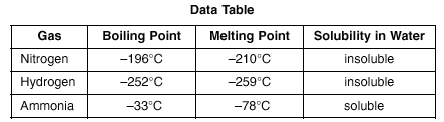 Data Table
Gas Boiling Point Melting Point Solubility in Water
Nitrogen –196°C –210°C insoluble
Hydrogen –252°C –259°C insoluble
Ammonia –33°C –78°C soluble